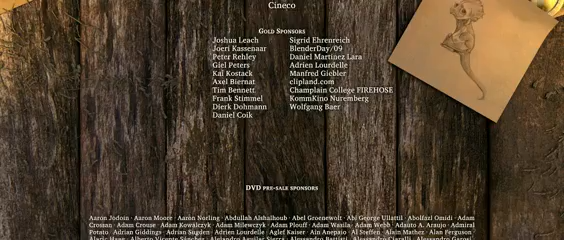 Cineco
Gold Sponsors
Joshua Leach Sigrid Ehrenreich
Joeri Kassenaar BlenderDay/09
Peter Rehley Daniel Martinez Lara
Giel Peters Adrien Lourdelle
Kai Kostack Manfred Giebler
Axel Biernat clipland.com
Tim Bennett Champlain College FIREHOSE
Frank Stimmel KommKino Nuremberg
Dierk Dohmann Wolfgang Baer
Daniel Coik
DVD pre-sale sponsors
Aaron Jodoin · Aaron Moore · Aaron Norling · Abdullah Alshalhoub · Abel Groenewolt · Abi George Ullattil · Abolfazl Omidi · Adam
Crossan · Adam Crouse · Adam Kowalczyk · Adam Milewczyk · Adam Plouff · Adam Wasila · Adam Webb · Adauto A. Araujo · Admiral
Potato · Adrian Giddings · Adrian Sugden · Adrien Lourdelle · Aglef Kaiser · Ain Anepaio · Al Steffen · Alain Mathez · Alan Ferguson